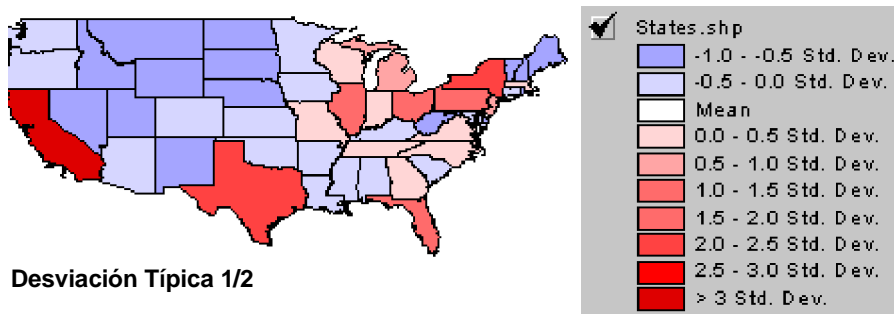 States.shp
-1.0 - -0.5 Std. Dev.
-0.5 - 0.0 Std. Dev.
Mean
0.0 - 0.5 Std. Dev.
0.5 - 1.0 Std. Dev.
1.0 - 1.5 Std. Dev.
1.5 - 2.0 Std. Dev.
2.0 - 2.5 Std. Dev.
2.5 - 3.0 Std. Dev.
> 3 Std. Dev.
Desviación Típica 1/2